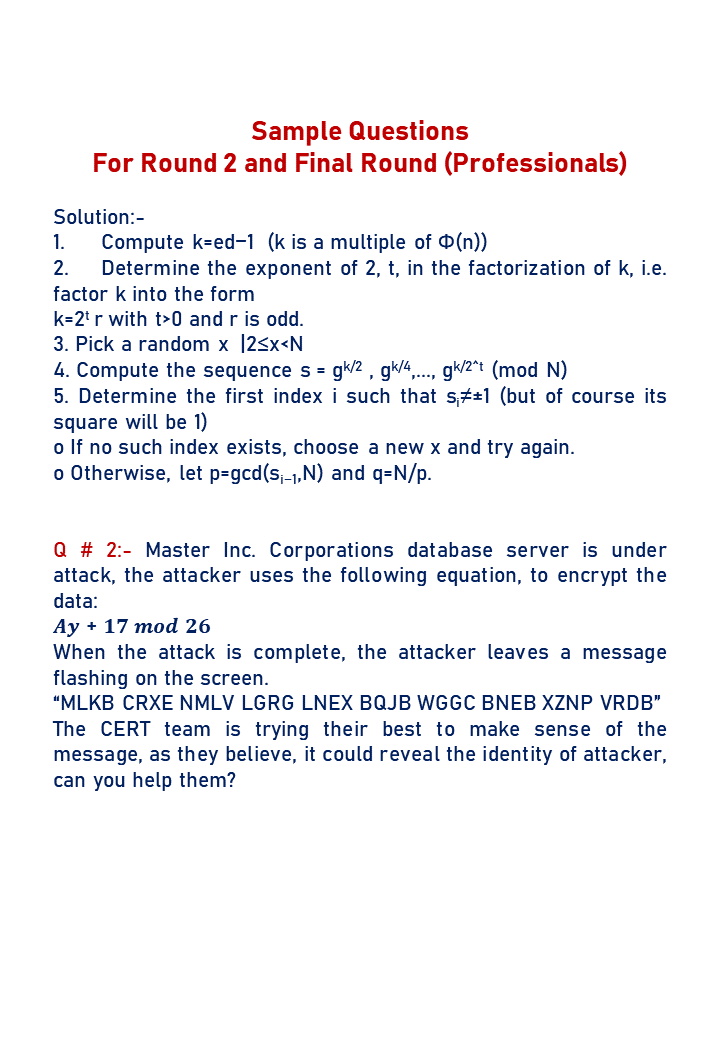 Sample Questions
For Round 2 and Final Round (Professionals)
Solution:-
1. Compute k=ed−1 (k is a multiple of Φ(n))
2. Determine the exponent of 2, t, in the factorization of k, i.e.
factor k into the form
k=2ᵗ r with t>0 and r is odd.
3. Pick a random x |2≤x<N
4. Compute the sequence s = gᵏ/² , gᵏ/⁴,..., gᵏ/²^ᵗ (mod N)
5. Determine the first index i such that sᵢ≠±1 (but of course its
square will be 1)
o If no such index exists, choose a new x and try again.
o Otherwise, let p=gcd(sᵢ₋₁,N) and q=N/p.
Q # 2:- Master Inc. Corporations database server is under
attack, the attacker uses the following equation, to encrypt the
data:
Ay + 17 mod 26
When the attack is complete, the attacker leaves a message
flashing on the screen.
“MLKB CRXE NMLV LGRG LNEX BQJB WGGC BNEB XZNP VRDB”
The CERT team is trying their best to make sense of the
message, as they believe, it could reveal the identity of attacker,
can you help them?